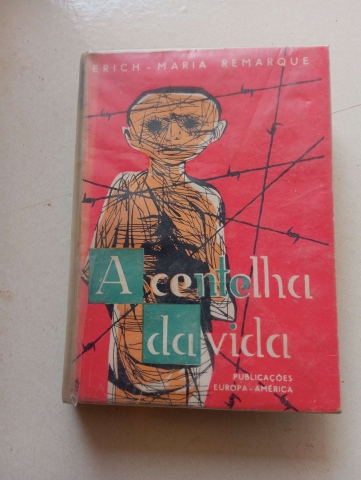 ERICH-MARIA REMARQUE
A centelha
da vida
PUBLICAÇÕES
EUROPA-AMÉRICA